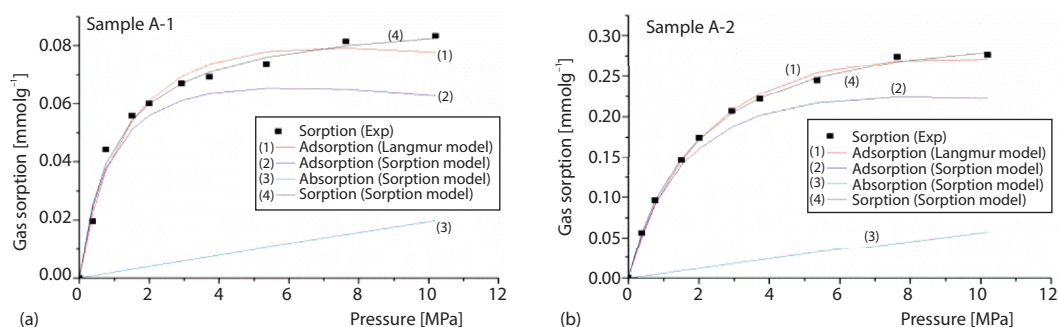 Sample A-1
Gas sorption [mmolg⁻¹]
0.08
0.06
0.04
0.02
0.00
(4)
(1)
(2)
Sorption (Exp)
(1) Adsorption (Langmur model)
(2) Adsorption (Sorption model)
(3) Absorption (Sorption model)
(4) Sorption (Sorption model)
(3)
0 2 4 6 8 10 12
(a)
Pressure [MPa]
Sample A-2
Gas sorption [mmolg⁻¹]
0.30
0.25
0.20
0.15
0.10
0.05
0.00
(1)
(4)
(2)
Sorption (Exp)
(1) Adsorption (Langmur model)
(2) Adsorption (Sorption model)
(3) Absorption (Sorption model)
(4) Sorption (Sorption model)
(3)
0 2 4 6 8 10 12
(b)
Pressure [MPa]